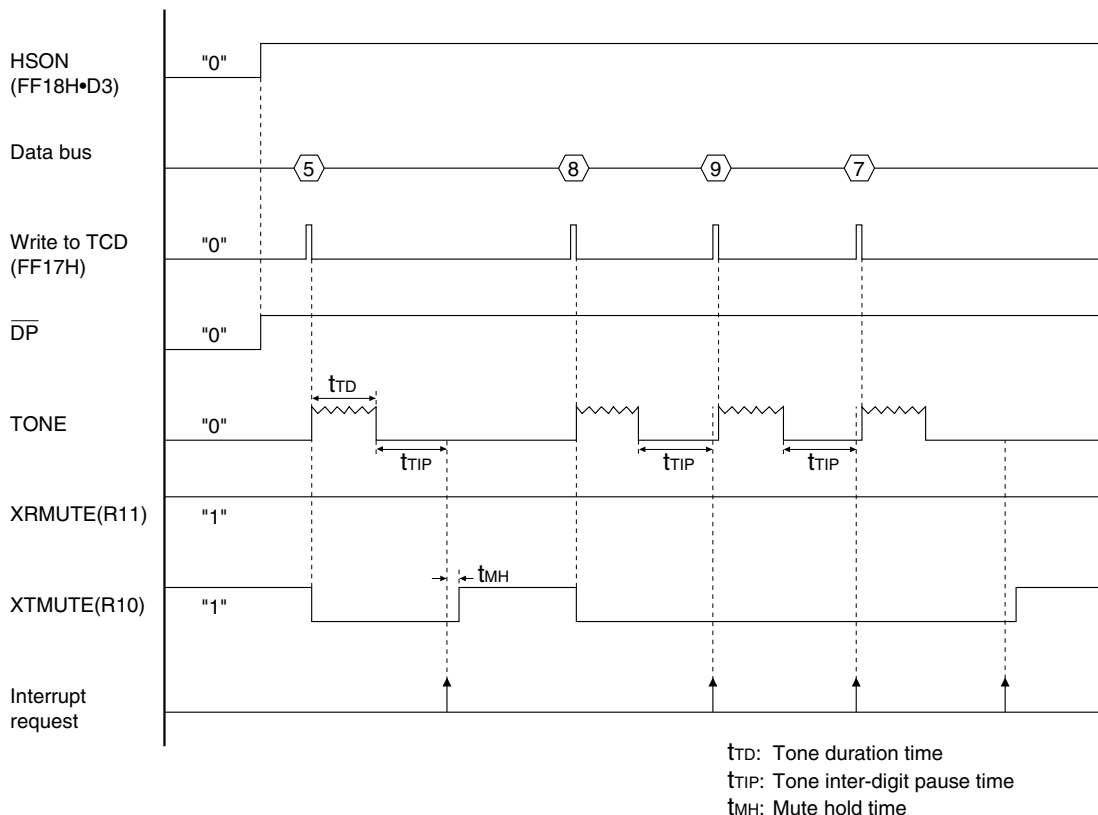 HSON "0"
(FF18H•D3)
Data bus 5 8 9 7
Write to TCD "0"
(FF17H)
DP "0"
tTD
TONE "0"
tTIP tTIP tTIP
XRMUTE(R11) "1"
tMH
XTMUTE(R10) "1"
Interrupt
request
tTD: Tone duration time
tTIP: Tone inter-digit pause time
tMH: Mute hold time